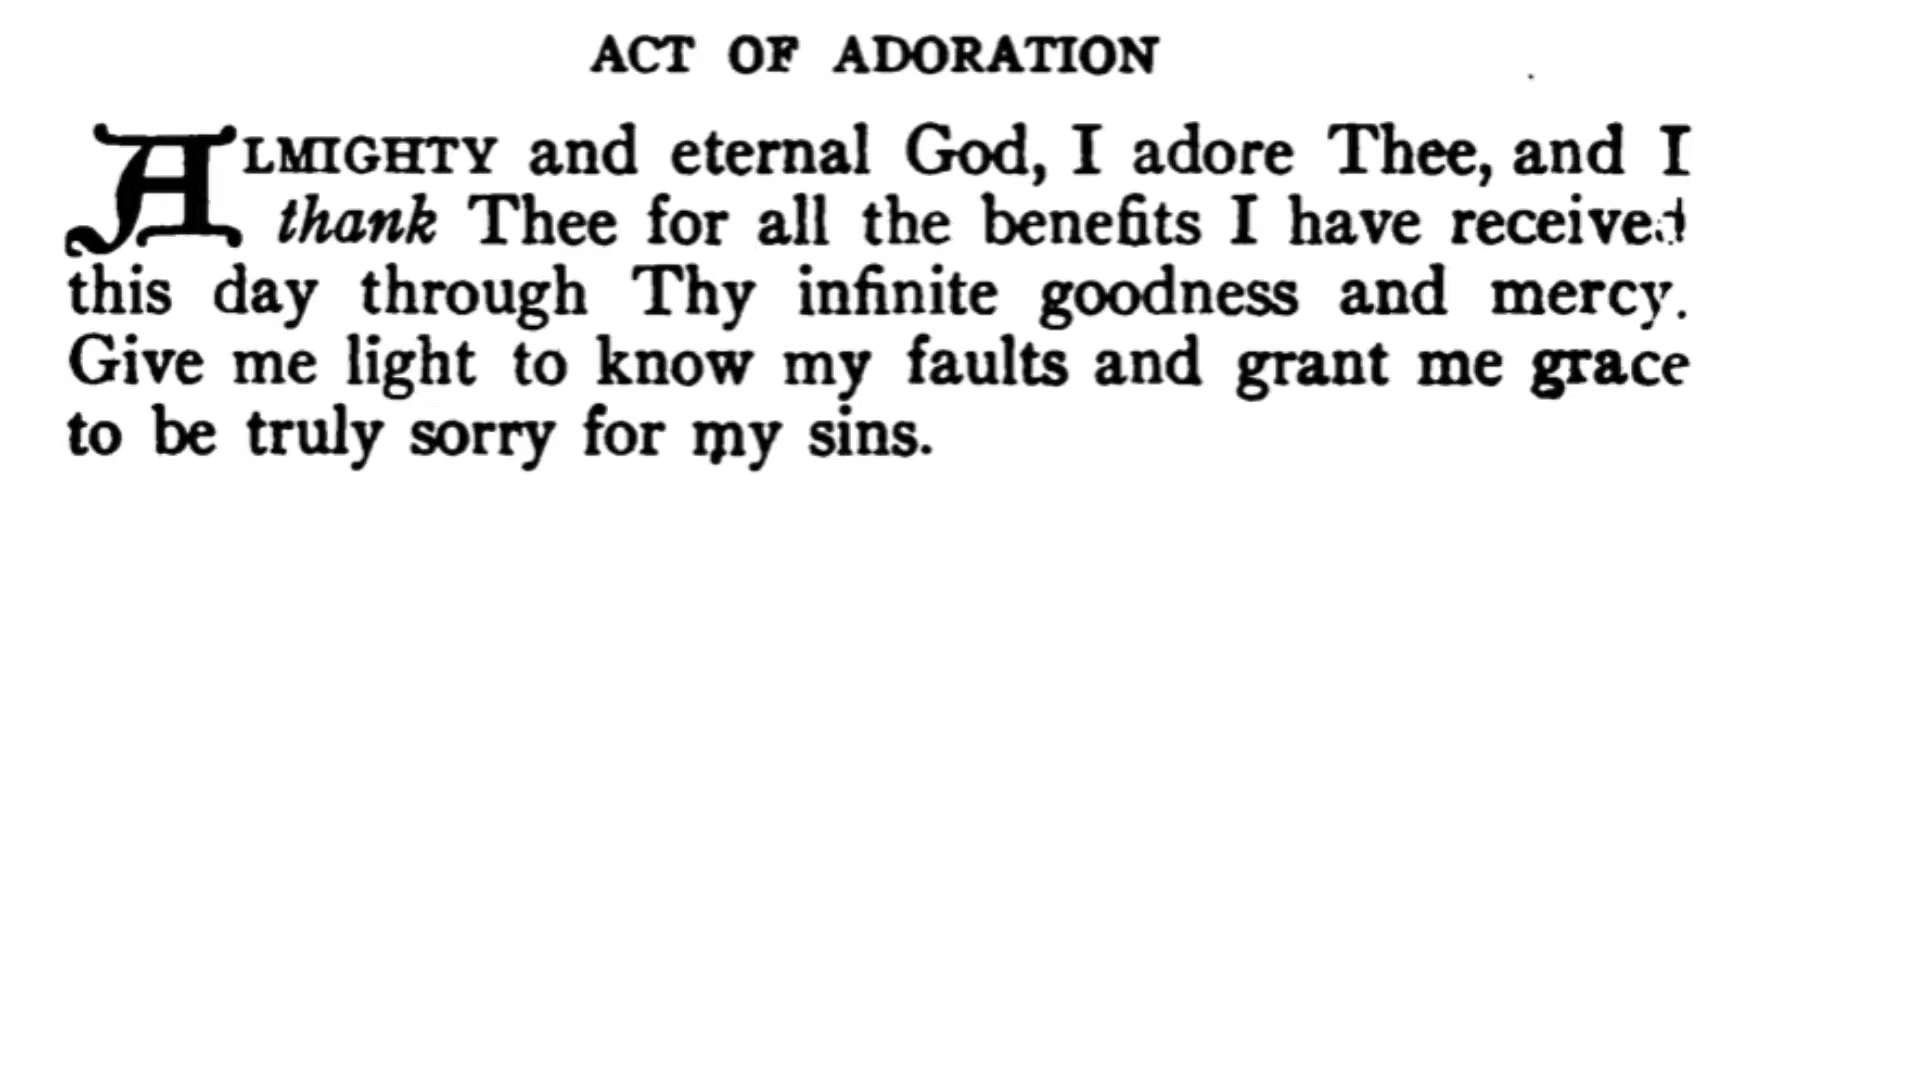 ACT OF ADORATION
ALMIGHTY and eternal God, I adore Thee, and I
thank Thee for all the benefits I have received
this day through Thy infinite goodness and mercy.
Give me light to know my faults and grant me grace
to be truly sorry for my sins.